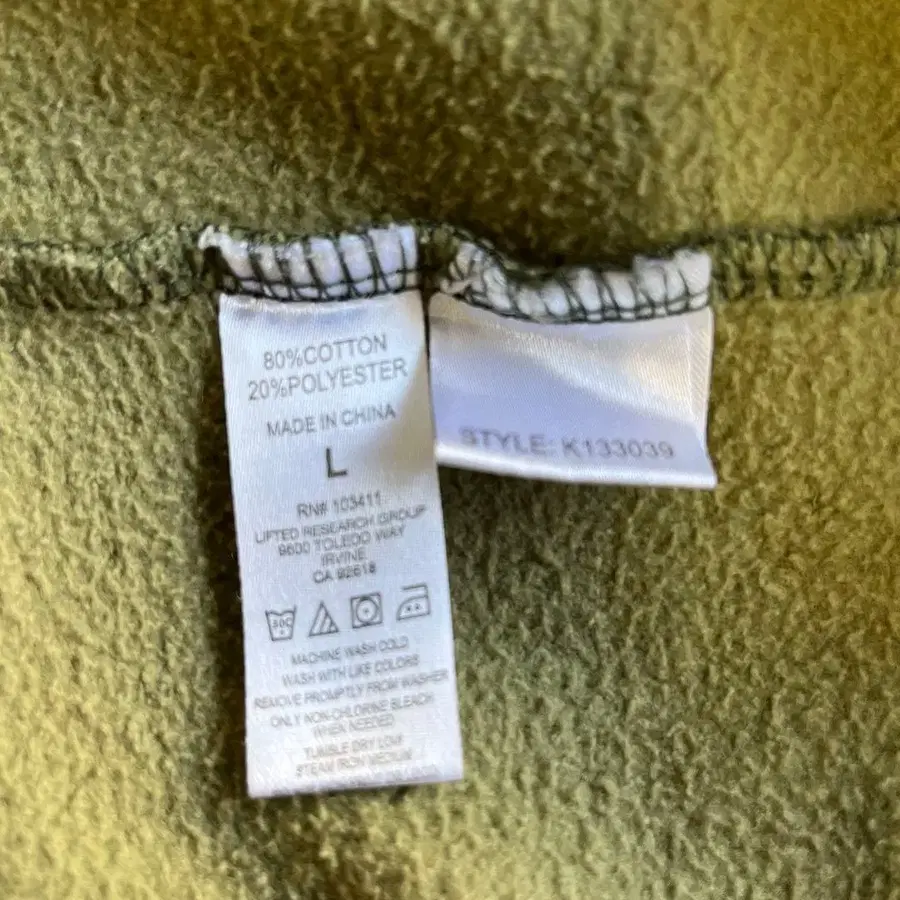 80%COTTON
20%POLYESTER
MADE IN CHINA
L
RN# 103411
LIFTED RESEARCH GROUP
9600 TOLEDO WAY
IRVINE
CA 92618
30C
MACHINE WASH COLD
WASH WITH LIKE COLORS
REMOVE PROMPTLY FROM WASHER
ONLY NON-CHLORINE BLEACH
WHEN NEEDED
TUMBLE DRY LOW
STEAM IRON MEDIUM
STYLE: K133039